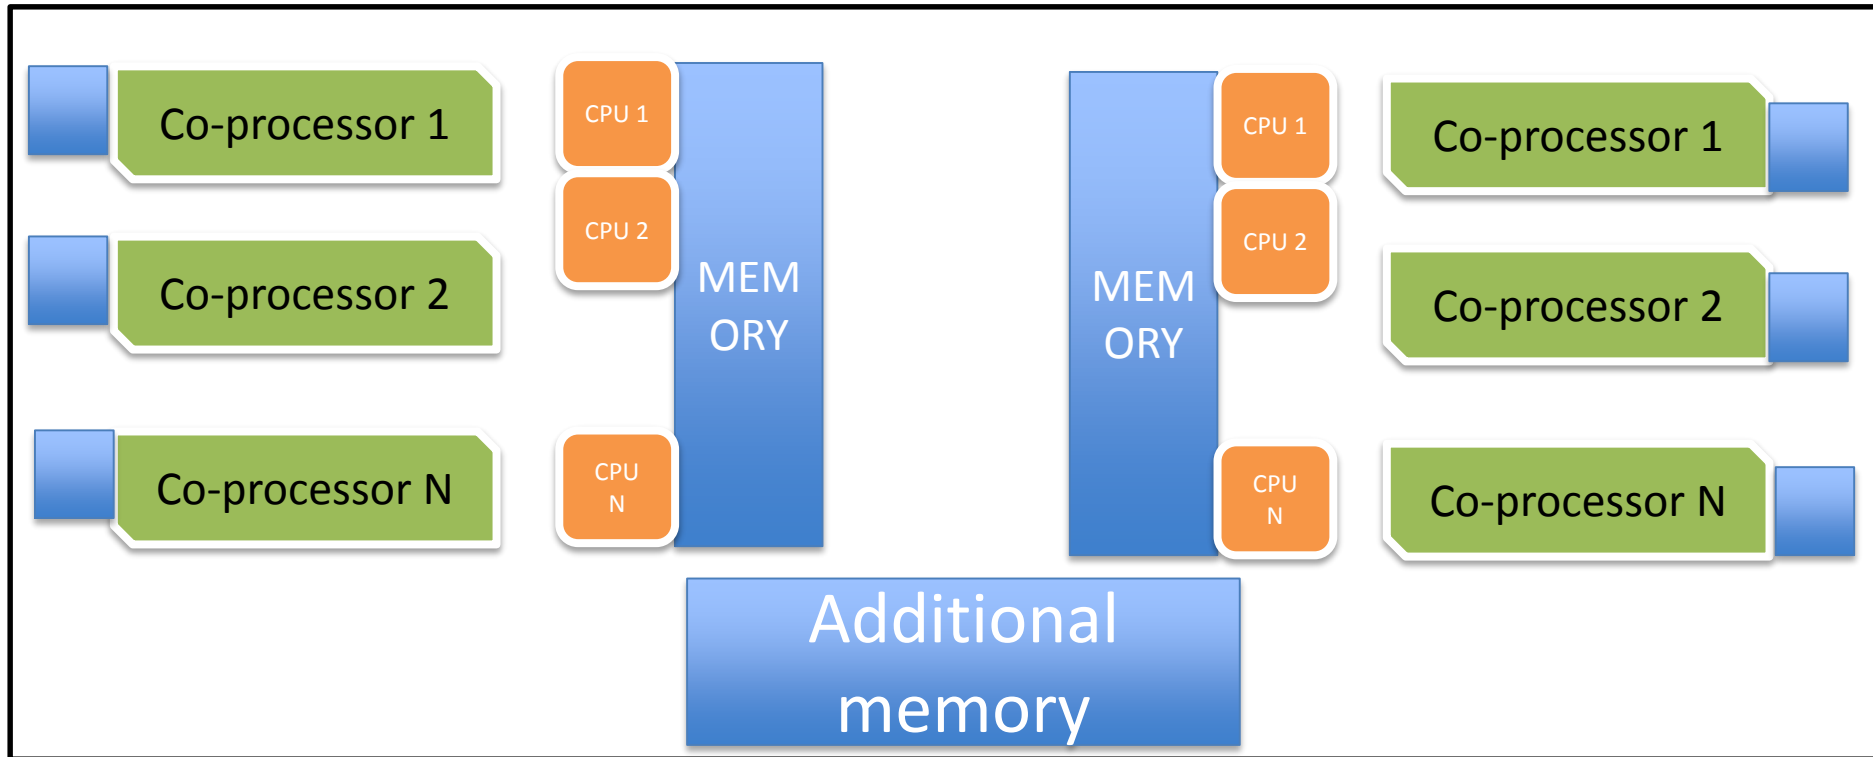 Co-processor 1
CPU 1
CPU 2
Co-processor 2
MEM
ORY
Co-processor N
CPU
N
CPU 1
Co-processor 1
CPU 2
MEM
ORY
Co-processor 2
CPU
N
Co-processor N
Additional
memory